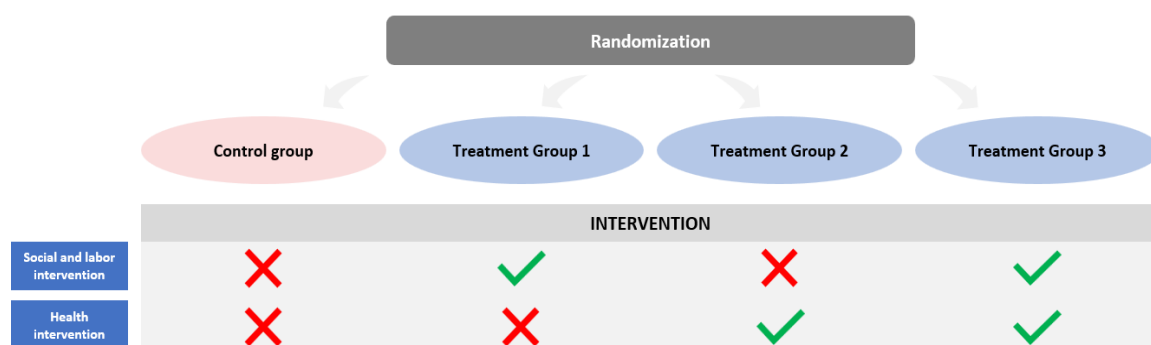 Randomization
Control group
Treatment Group 1
Treatment Group 2
Treatment Group 3
INTERVENTION
Social and labor
intervention
Health
intervention